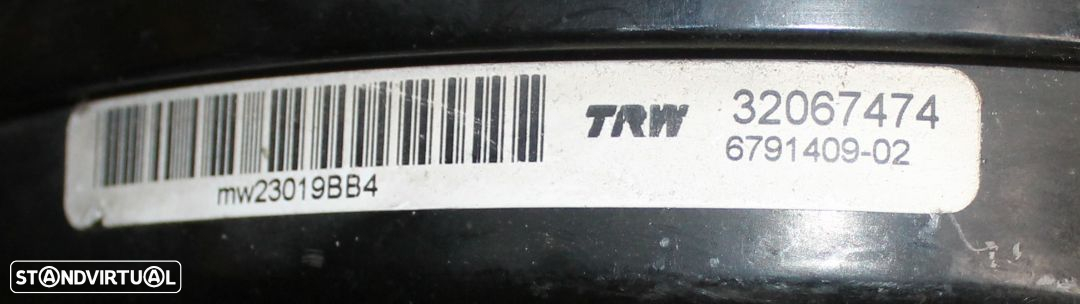 TRW
32067474
6791409-02
mw23019BB4
STANDVIRTUAL